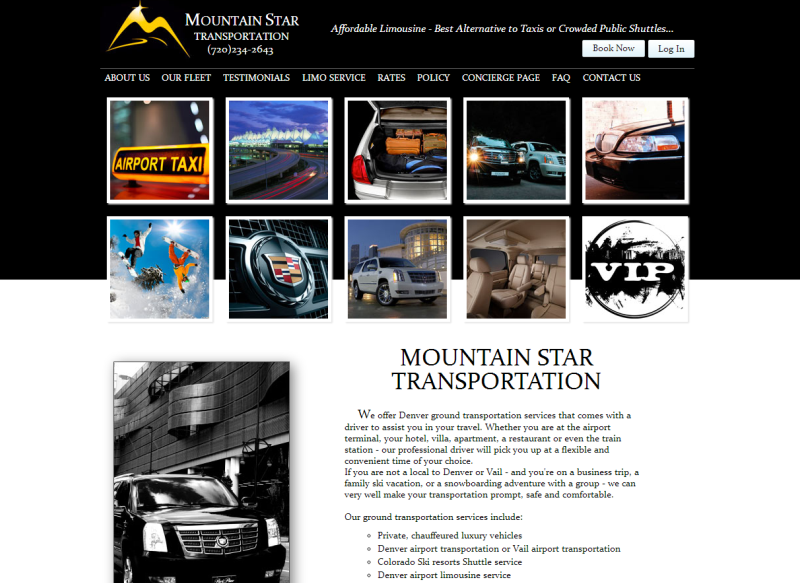 MOUNTAIN STAR
TRANSPORTATION
(720)234-2643
Affordable Limousine - Best Alternative to Taxis or Crowded Public Shuttles...
Book Now
Log In
ABOUT US OUR FLEET TESTIMONIALS LIMO SERVICE RATES POLICY CONCIERGE PAGE FAQ CONTACT US
AIRPORT TAXI
VIP
MOUNTAIN STAR
TRANSPORTATION
We offer Denver ground transportation services that comes with a
driver to assist you in your travel. Whether you are at the airport
terminal, your hotel, villa, apartment, a restaurant or even the train
station - our professional driver will pick you up at a flexible and
convenient time of your choice.
If you are not a local to Denver or Vail - and you're on a business trip, a
family ski vacation, or a snowboarding adventure with a group - we can
very well make your transportation prompt, safe and comfortable.
Our ground transportation services include:
Private, chauffeured luxury vehicles
Denver airport transportation or Vail airport transportation
Colorado Ski resorts Shuttle service
Denver airport limousine service